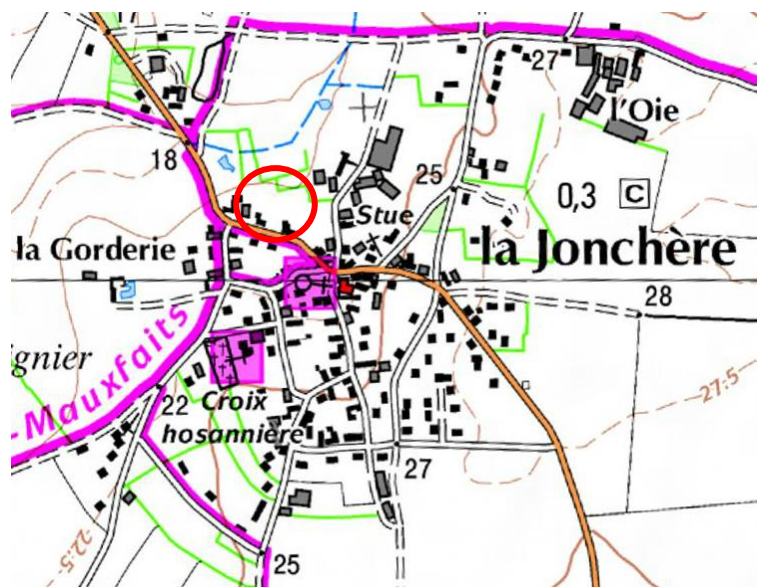 27
l'Oie
18
25
0,3
C
Stue
la Jonchère
la Gorderie
28
ignier
-Mauxfaits
22
Croix
hosannière
27:5
27
22:5
25